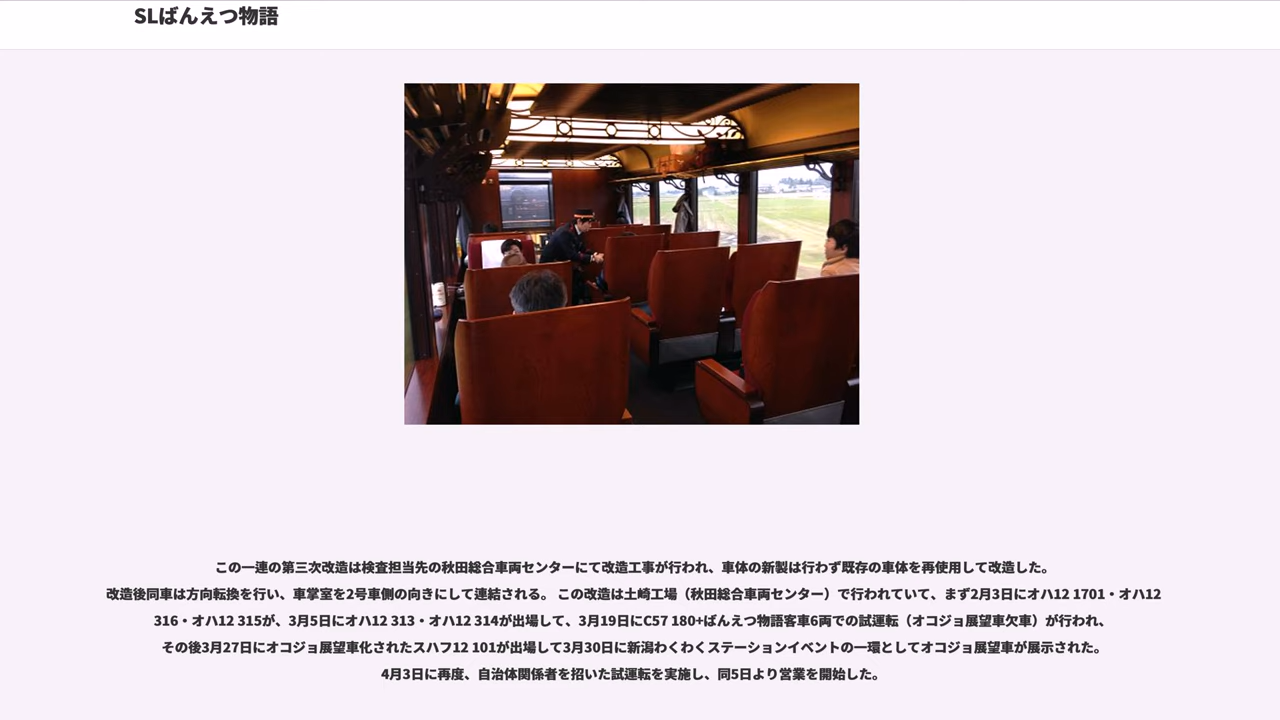 SLばんえつ物語
この一連の第三次改造は検査担当先の秋田総合車両センターにて改造工事が行われ、車体の新製は行わず既存の車体を再使用して改造した。
改造後同車は方向転換を行い、車掌室を2号車側の向きにして連結される。 この改造は土崎工場（秋田総合車両センター）で行われていて、まず2月3日にオハ12 1701・オハ12
316・オハ12 315が、3月5日にオハ12 313・オハ12 314が出場して、3月19日にC57 180+ばんえつ物語客車6両での試運転（オコジョ展望車欠車）が行われ、
その後3月27日にオコジョ展望車化されたスハフ12 101が出場して3月30日に新潟わくわくステーションイベントの一環としてオコジョ展望車が展示された。
4月3日に再度、自治体関係者を招いた試運転を実施し、同5日より営業を開始した。